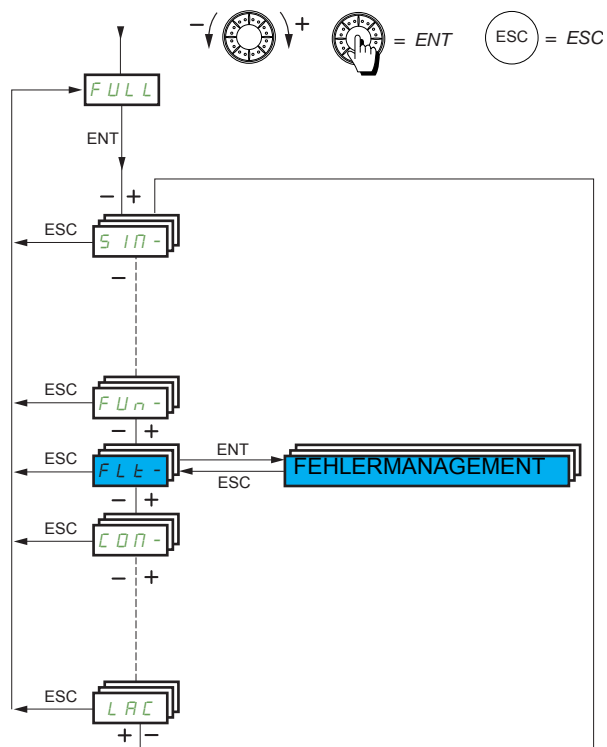 − + = ENT ESC = ESC
FULL
ENT
− +
ESC SIM-
−
ESC FUn-
− +
ESC FLt- ENT FEHLERMANAGEMENT
ESC
− +
ESC COM-
− +
ESC LAC
+ −